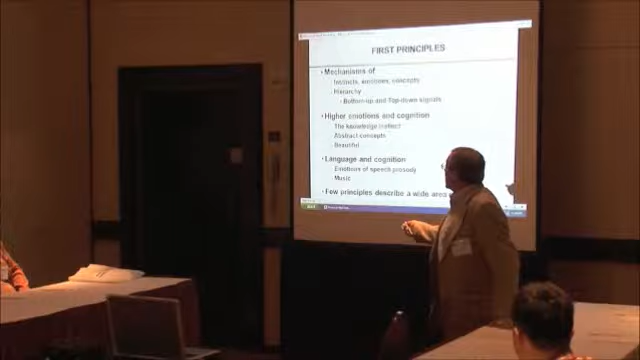 FIRST PRINCIPLES
• Mechanisms of
- Instincts, emotions, concepts
- Hierarchy
- Bottom-up and Top-down signals
• Higher emotions and cognition
- The knowledge instinct
- Abstract concepts
- Beautiful
• Language and cognition
- Emotions of speech prosody
- Music
• Few principles describe a wide area